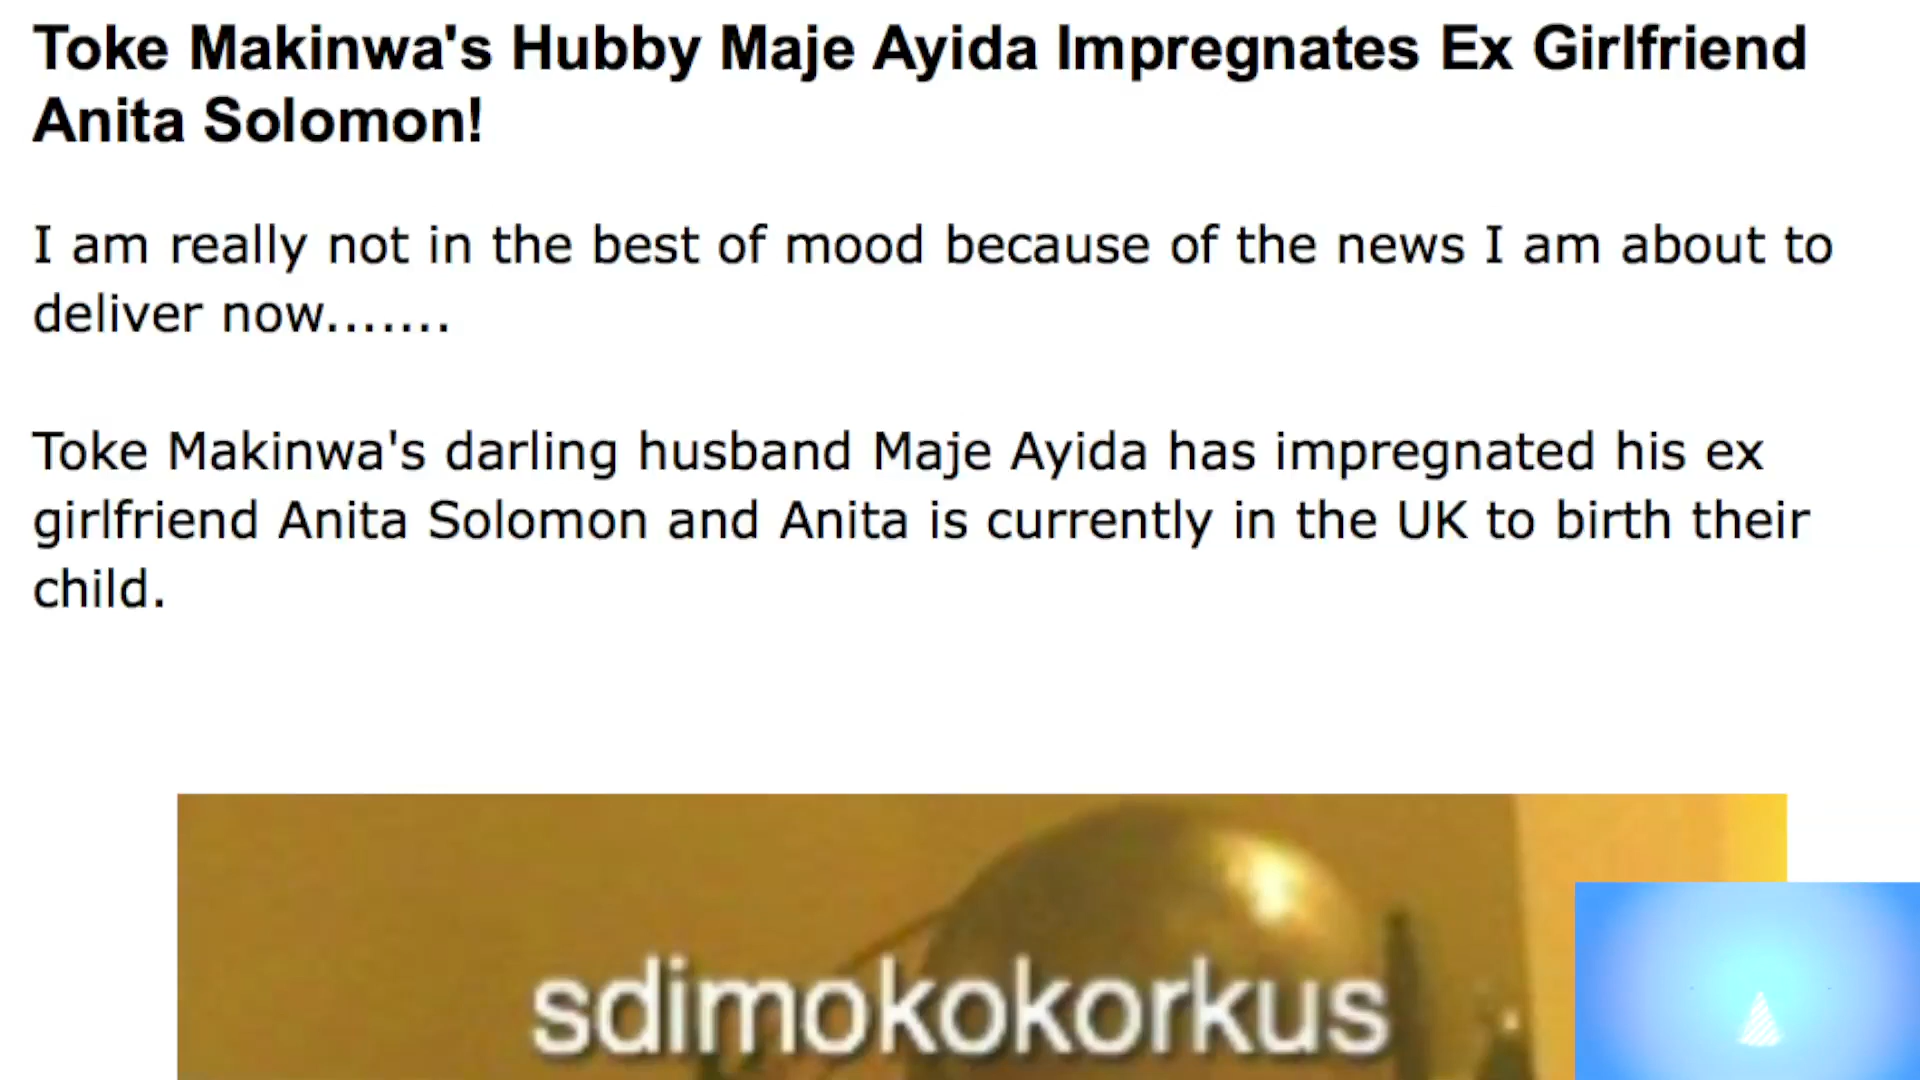 Toke Makinwa's Hubby Maje Ayida Impregnates Ex Girlfriend
Anita Solomon!
I am really not in the best of mood because of the news I am about to
deliver now.......
Toke Makinwa's darling husband Maje Ayida has impregnated his ex
girlfriend Anita Solomon and Anita is currently in the UK to birth their
child.
sdimokokorkus